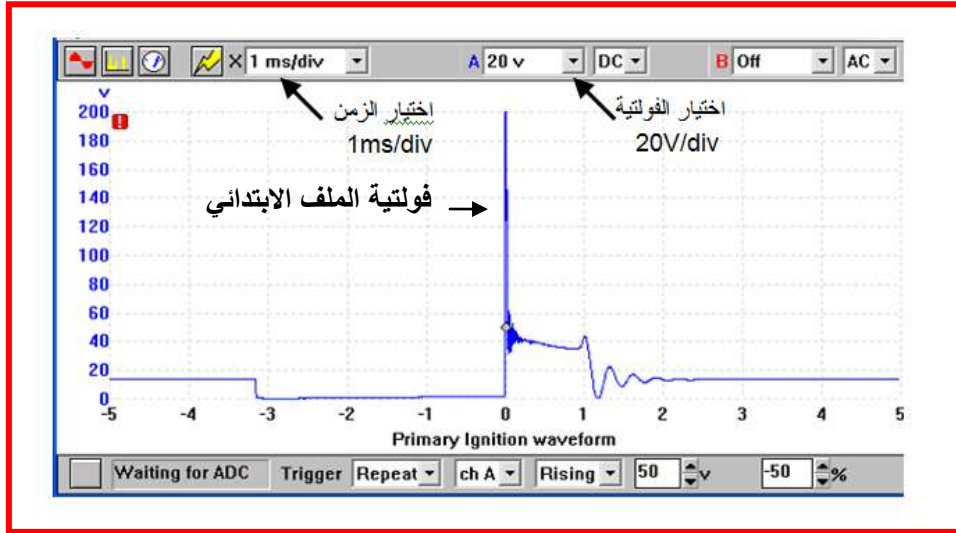 X 1 ms/div A 20 v DC B Off AC
v
200
180
160
140
120
100
80
60
40
20
0
اختيار الزمن
1ms/div
اختيار الفولتية
20V/div
فولتية الملف الابتدائي
-5 -4 -3 -2 -1 0 1 2 3 4 5
Primary Ignition waveform
Waiting for ADC Trigger Repeat ch A Rising 50 v -50 %